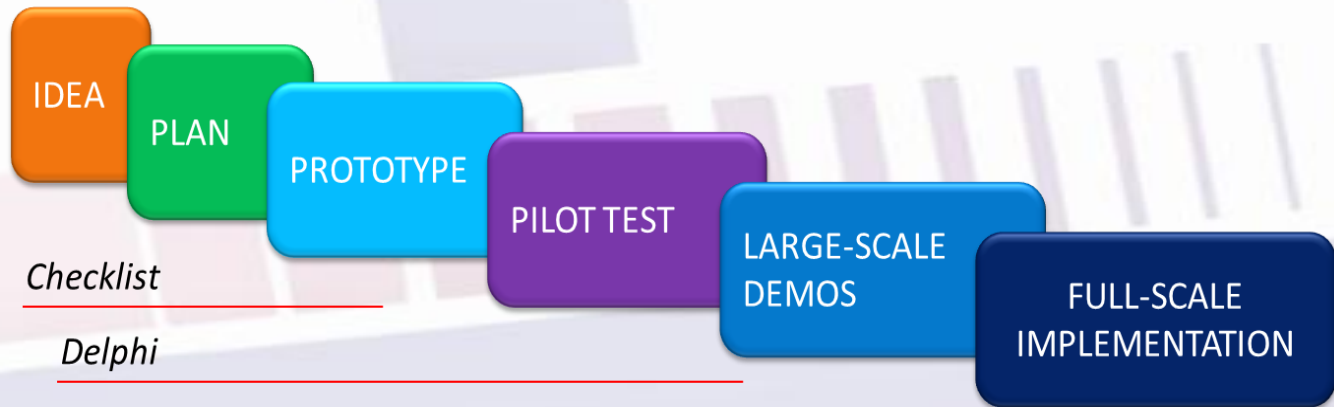 IDEA
PLAN
PROTOTYPE
PILOT TEST
LARGE-SCALE
DEMOS
FULL-SCALE
IMPLEMENTATION
Checklist
Delphi